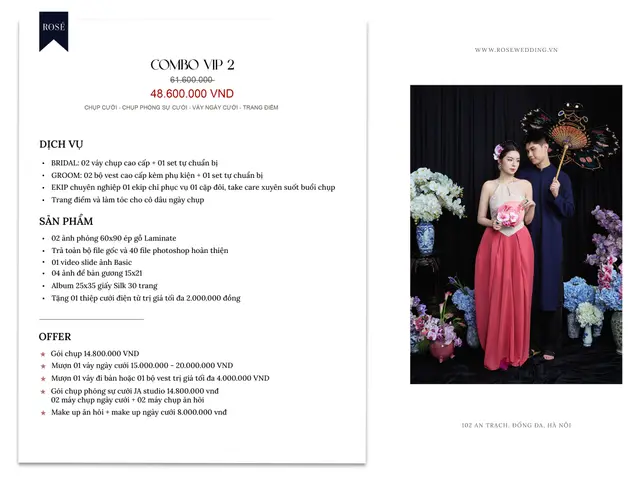 ROSÉ
COMBO VIP 2
61.600.000
48.600.000 VND
CHỤP CƯỚI - CHỤP PHÓNG SỰ CƯỚI - VÁY NGÀY CƯỚI - TRANG ĐIỂM
DỊCH VỤ
• BRIDAL: 02 váy chụp cao cấp + 01 set tự chuẩn bị
• GROOM: 02 bộ vest cao cấp kèm phụ kiện + 01 set tự chuẩn bị
• EKIP chuyên nghiệp 01 ekip chỉ phục vụ 01 cặp đôi, take care xuyên suốt buổi chụp
• Trang điểm và làm tóc cho cô dâu ngày chụp
SẢN PHẨM
• 02 ảnh phóng 60x90 ép gỗ Laminate
• Trả toàn bộ file gốc và 40 file photoshop hoàn thiện
• 01 video slide ảnh Basic
• 04 ảnh để bàn gương 15x21
• Album 25x35 giấy Silk 30 trang
• Tặng 01 thiệp cưới điện tử trị giá tối đa 2.000.000 đồng
OFFER
★ Gói chụp 14.800.000 VND
★ Mượn 01 váy ngày cưới 15.000.000 - 20.000.000 VND
★ Mượn 01 váy đi bàn hoặc 01 bộ vest trị giá tối đa 4.000.000 VND
★ Gói chụp phóng sự cưới JA studio 14.800.000 vnđ
02 máy chụp ngày cưới + 02 máy chụp ăn hỏi
★ Make up ăn hỏi + make up ngày cưới 8.000.000 vnđ
WWW.ROSEWEDDING.VN
102 AN TRẠCH, ĐỐNG ĐA, HÀ NỘI